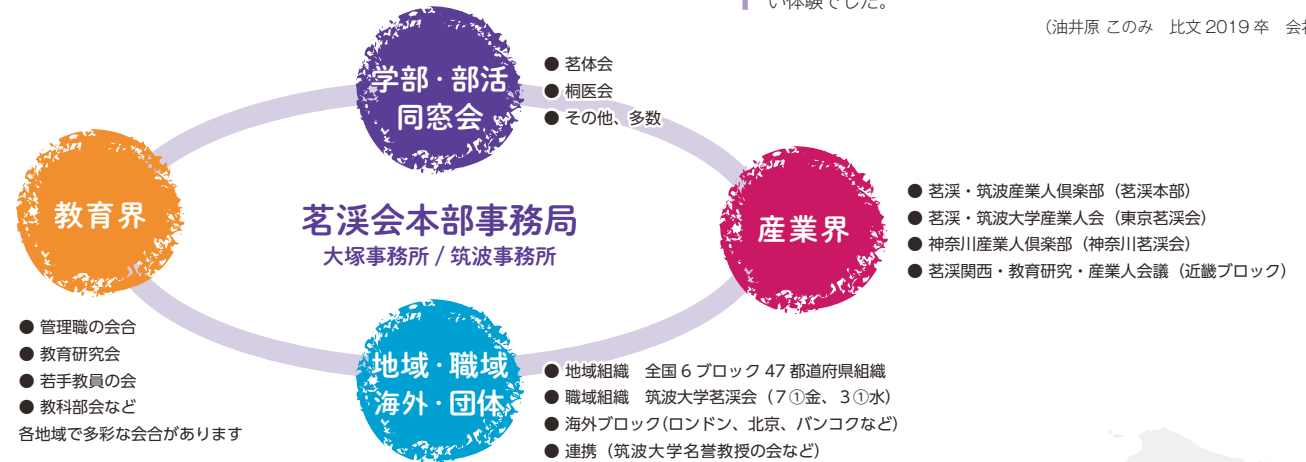 い体験でした。
(油井原 このみ　比文 2019 卒　会社
学部・部活
同窓会
● 茗体会
● 桐医会
● その他、多数
教育界
茗渓会本部事務局
大塚事務所 / 筑波事務所
産業界
● 茗渓・筑波産業人倶楽部（茗渓本部）
● 茗渓・筑波大学産業人会（東京茗渓会）
● 神奈川産業人倶楽部（神奈川茗渓会）
● 茗渓関西・教育研究・産業人会議（近畿ブロック）
● 管理職の会合
● 教育研究会
● 若手教員の会
● 教科部会など
各地域で多彩な会合があります
地域・職域
海外・団体
● 地域組織　全国 6 ブロック 47 都道府県組織
● 職域組織　筑波大学茗渓会（７①金、３①水）
● 海外ブロック(ロンドン、北京、バンコクなど)
● 連携（筑波大学名誉教授の会など）